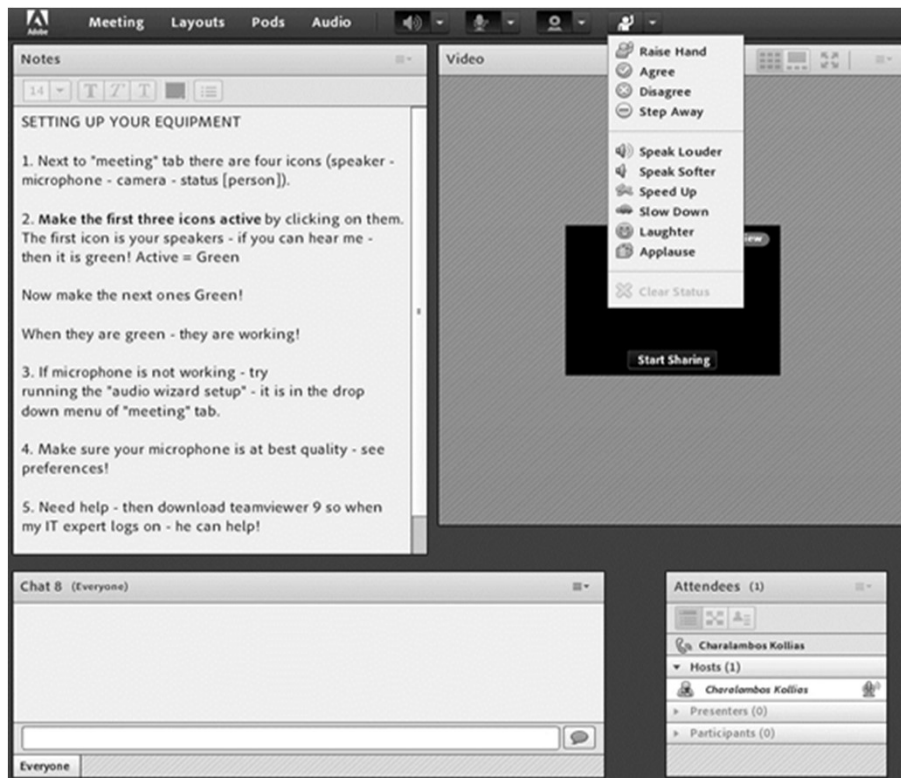 Adobe
Meeting Layouts Pods Audio
Notes
14 T T T
SETTING UP YOUR EQUIPMENT
1. Next to "meeting" tab there are four icons (speaker -
microphone - camera - status [person]).
2. Make the first three icons active by clicking on them.
The first icon is your speakers - if you can hear me -
then it is green! Active = Green
Now make the next ones Green!
When they are green - they are working!
3. If microphone is not working - try
running the "audio wizard setup" - it is in the drop
down menu of "meeting" tab.
4. Make sure your microphone is at best quality - see
preferences!
5. Need help - then download teamviewer 9 so when
my IT expert logs on - he can help!
Video
Raise Hand
Agree
Disagree
Step Away
Speak Louder
Speak Softer
Speed Up
Slow Down
Laughter
Applause
Clear Status
Start Sharing
Chat 8 (Everyone)
Everyone
Attendees (1)
Charalambos Kollias
Hosts (1)
Charalambos Kollias
Presenters (0)
Participants (0)